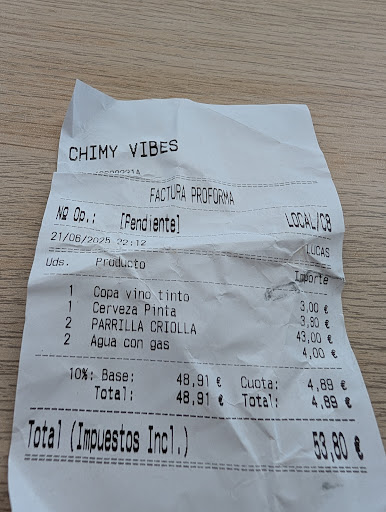 CHIMY VIBES
FACTURA PROFORMA
Nº Op.: [Pendiente] LOCAL/C8
21/06/2025 22:12 LUCAS
Uds. Producto Importe
1 Copa vino tinto 3,00 €
1 Cerveza Pinta 3,80 €
2 PARRILLA CRIOLLA 43,00 €
2 Agua con gas 4,00 €
10%: Base: 48,91 € Cuota: 4,89 €
Total: 48,91 € Total: 4,89 €
Total (Impuestos Incl.) 53,80 €